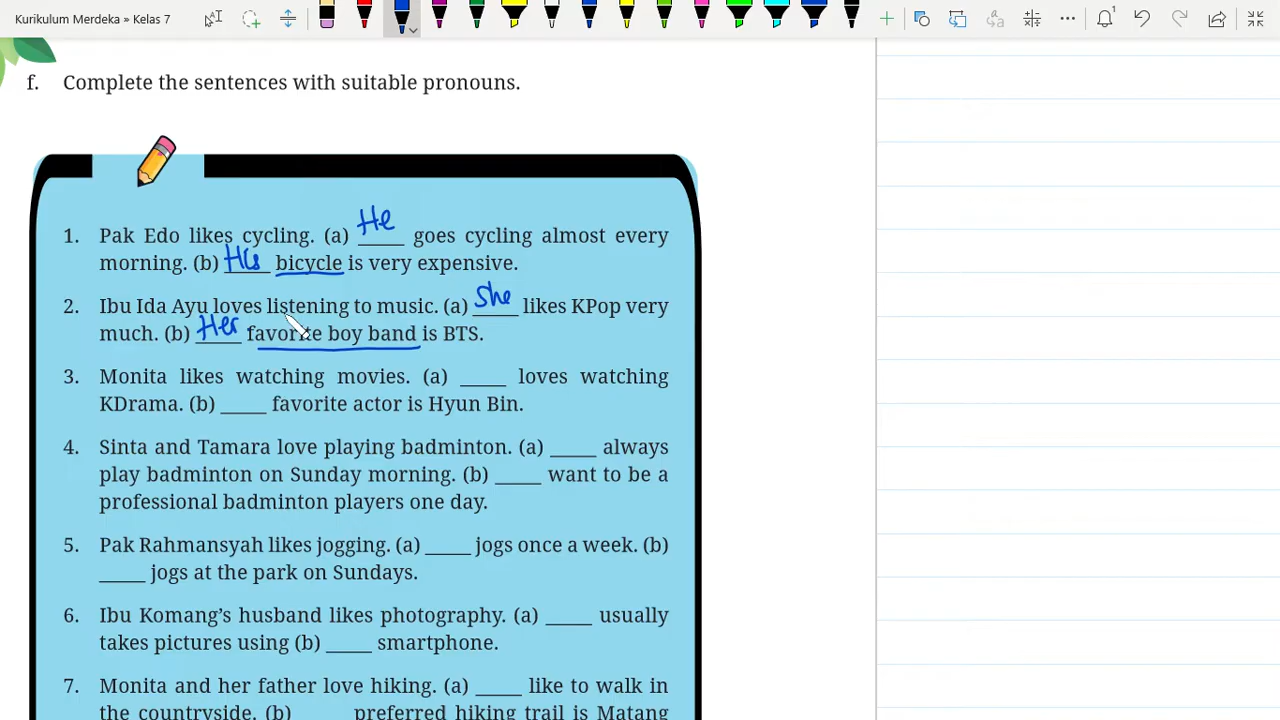 Kurikulum Merdeka » Kelas 7
f. Complete the sentences with suitable pronouns.
1. Pak Edo likes cycling. (a) He goes cycling almost every
morning. (b) His bicycle is very expensive.
2. Ibu Ida Ayu loves listening to music. (a) She likes KPop very
much. (b) Her favorite boy band is BTS.
3. Monita likes watching movies. (a) _____ loves watching
KDrama. (b) _____ favorite actor is Hyun Bin.
4. Sinta and Tamara love playing badminton. (a) _____ always
play badminton on Sunday morning. (b) _____ want to be a
professional badminton players one day.
5. Pak Rahmansyah likes jogging. (a) _____ jogs once a week. (b)
_____ jogs at the park on Sundays.
6. Ibu Komang’s husband likes photography. (a) _____ usually
takes pictures using (b) _____ smartphone.
7. Monita and her father love hiking. (a) _____ like to walk in
the countryside. (b) _____ preferred hiking trail is Matang